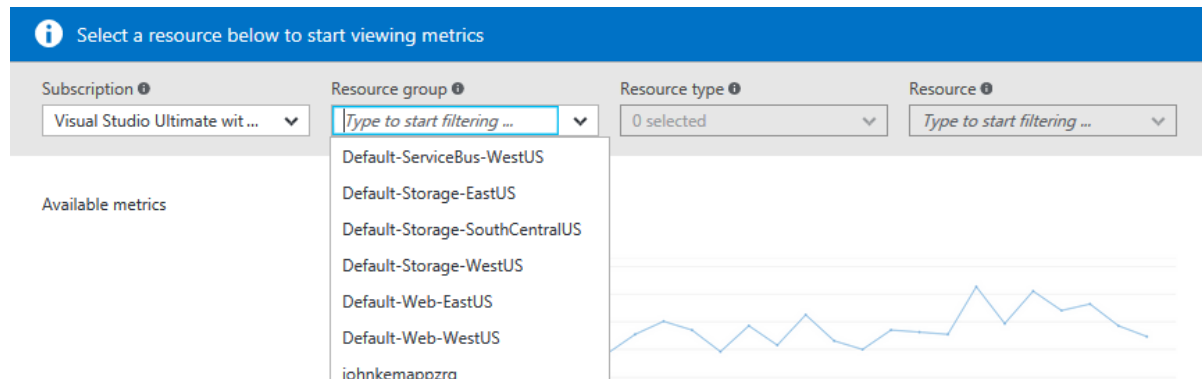 Select a resource below to start viewing metrics
Subscription
Resource group
Resource type
Resource
Visual Studio Ultimate wit ...
Type to start filtering ...
0 selected
Type to start filtering ...
Default-ServiceBus-WestUS
Default-Storage-EastUS
Available metrics
Default-Storage-SouthCentralUS
Default-Storage-WestUS
Default-Web-EastUS
Default-Web-WestUS
johnkemappzrg